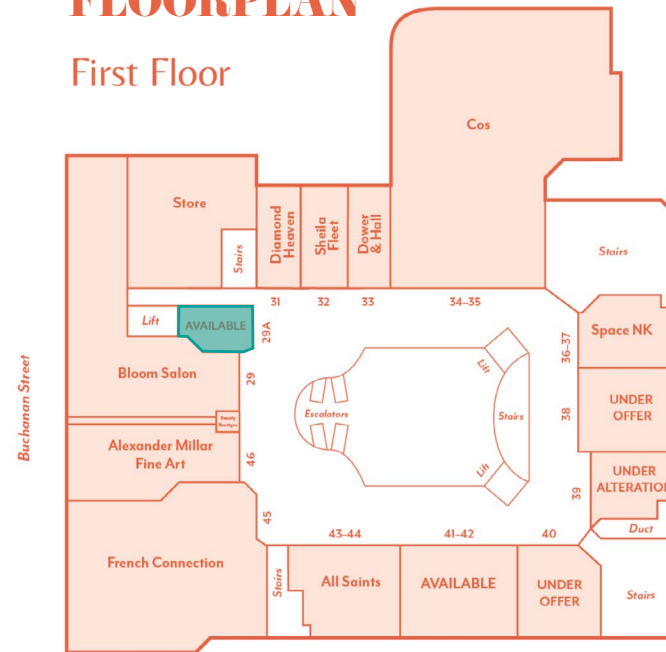 FLOORPLAN
First Floor
Cos
Store
Stairs
Diamond
Heaven
Sheila
Fleet
Dower
& Hall
Stairs
31
32
33
34–35
Lift
AVAILABLE
29A
Space NK
36–37
Bloom Salon
29
Lift
Escalators
Stairs
38
UNDER
OFFER
Buchanan Street
Alexander Millar
Fine Art
46
Lift
39
UNDER
ALTERATIO
45
Duct
43–44
41–42
40
French Connection
Stairs
All Saints
AVAILABLE
UNDER
OFFER
Stairs